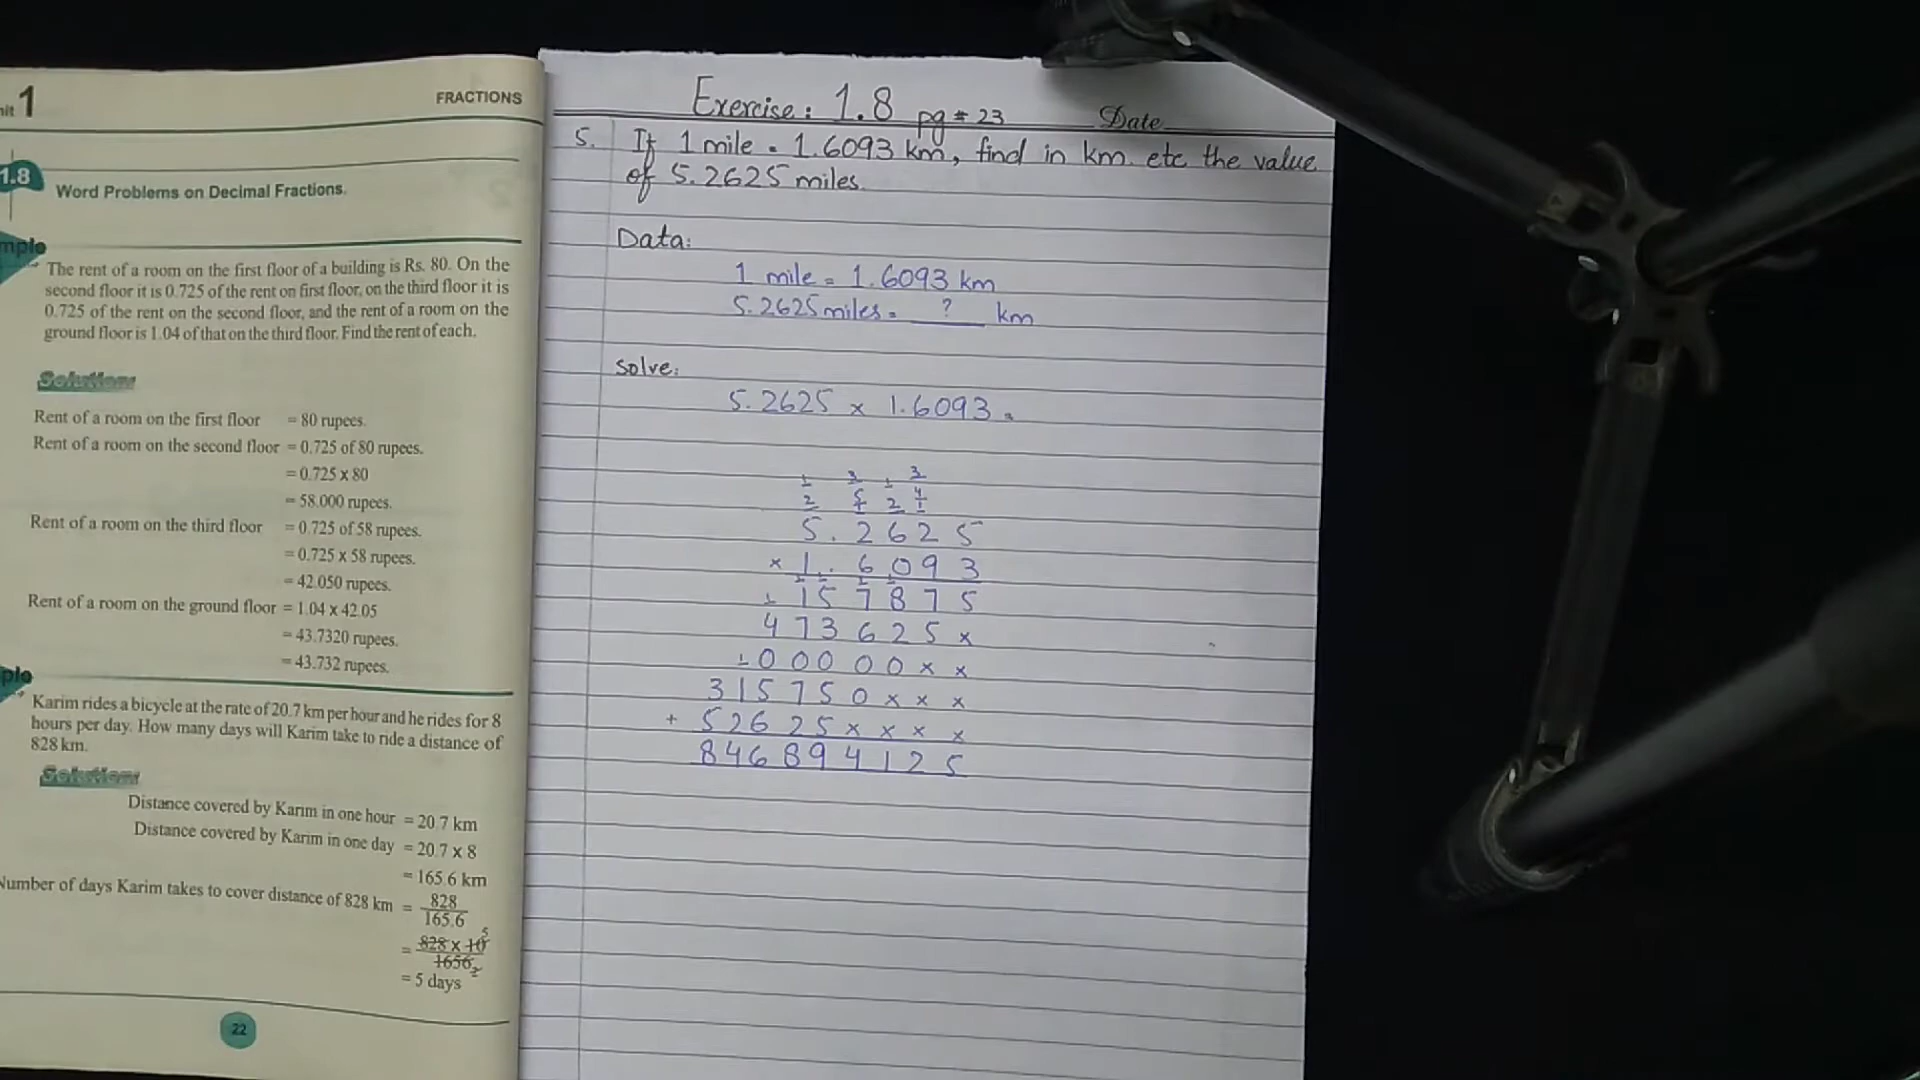 1
FRACTIONS
1.8
Word Problems on Decimal Fractions.
The rent of a room on the first floor of a building is Rs. 80. On the
second floor it is 0.725 of the rent on first floor, on the third floor it is
0.725 of the rent on the second floor, and the rent of a room on the
ground floor is 1.04 of that on the third floor. Find the rent of each.
Solution:
Rent of a room on the first floor = 80 rupees.
Rent of a room on the second floor = 0.725 of 80 rupees.
= 0.725 x 80
= 58.000 rupees.
Rent of a room on the third floor = 0.725 of 58 rupees.
= 0.725 x 58 rupees.
= 42.050 rupees.
Rent of a room on the ground floor = 1.04 x 42.05
= 43.7320 rupees.
= 43.732 rupees.
Karim rides a bicycle at the rate of 20.7 km per hour and he rides for 8
hours per day. How many days will Karim take to ride a distance of
828 km.
Solution:
Distance covered by Karim in one hour = 20.7 km
Distance covered by Karim in one day = 20.7 x 8
= 165.6 km
Number of days Karim takes to cover distance of 828 km = 828
165.6
= 828 x 10 5
1656 2
= 5 days
22
Exercise: 1.8 pg # 23 Date
5. If 1 mile = 1.6093 km, find in km. etc the value
of 5.2625 miles.
Data:
1 mile = 1.6093 km
5.2625 miles = ? km
Solve:
5.2625 x 1.6093 =
5.2625
x 1.6093
157875
473625x
00000xx
315750xxx
+ 52625xxxx
846894125